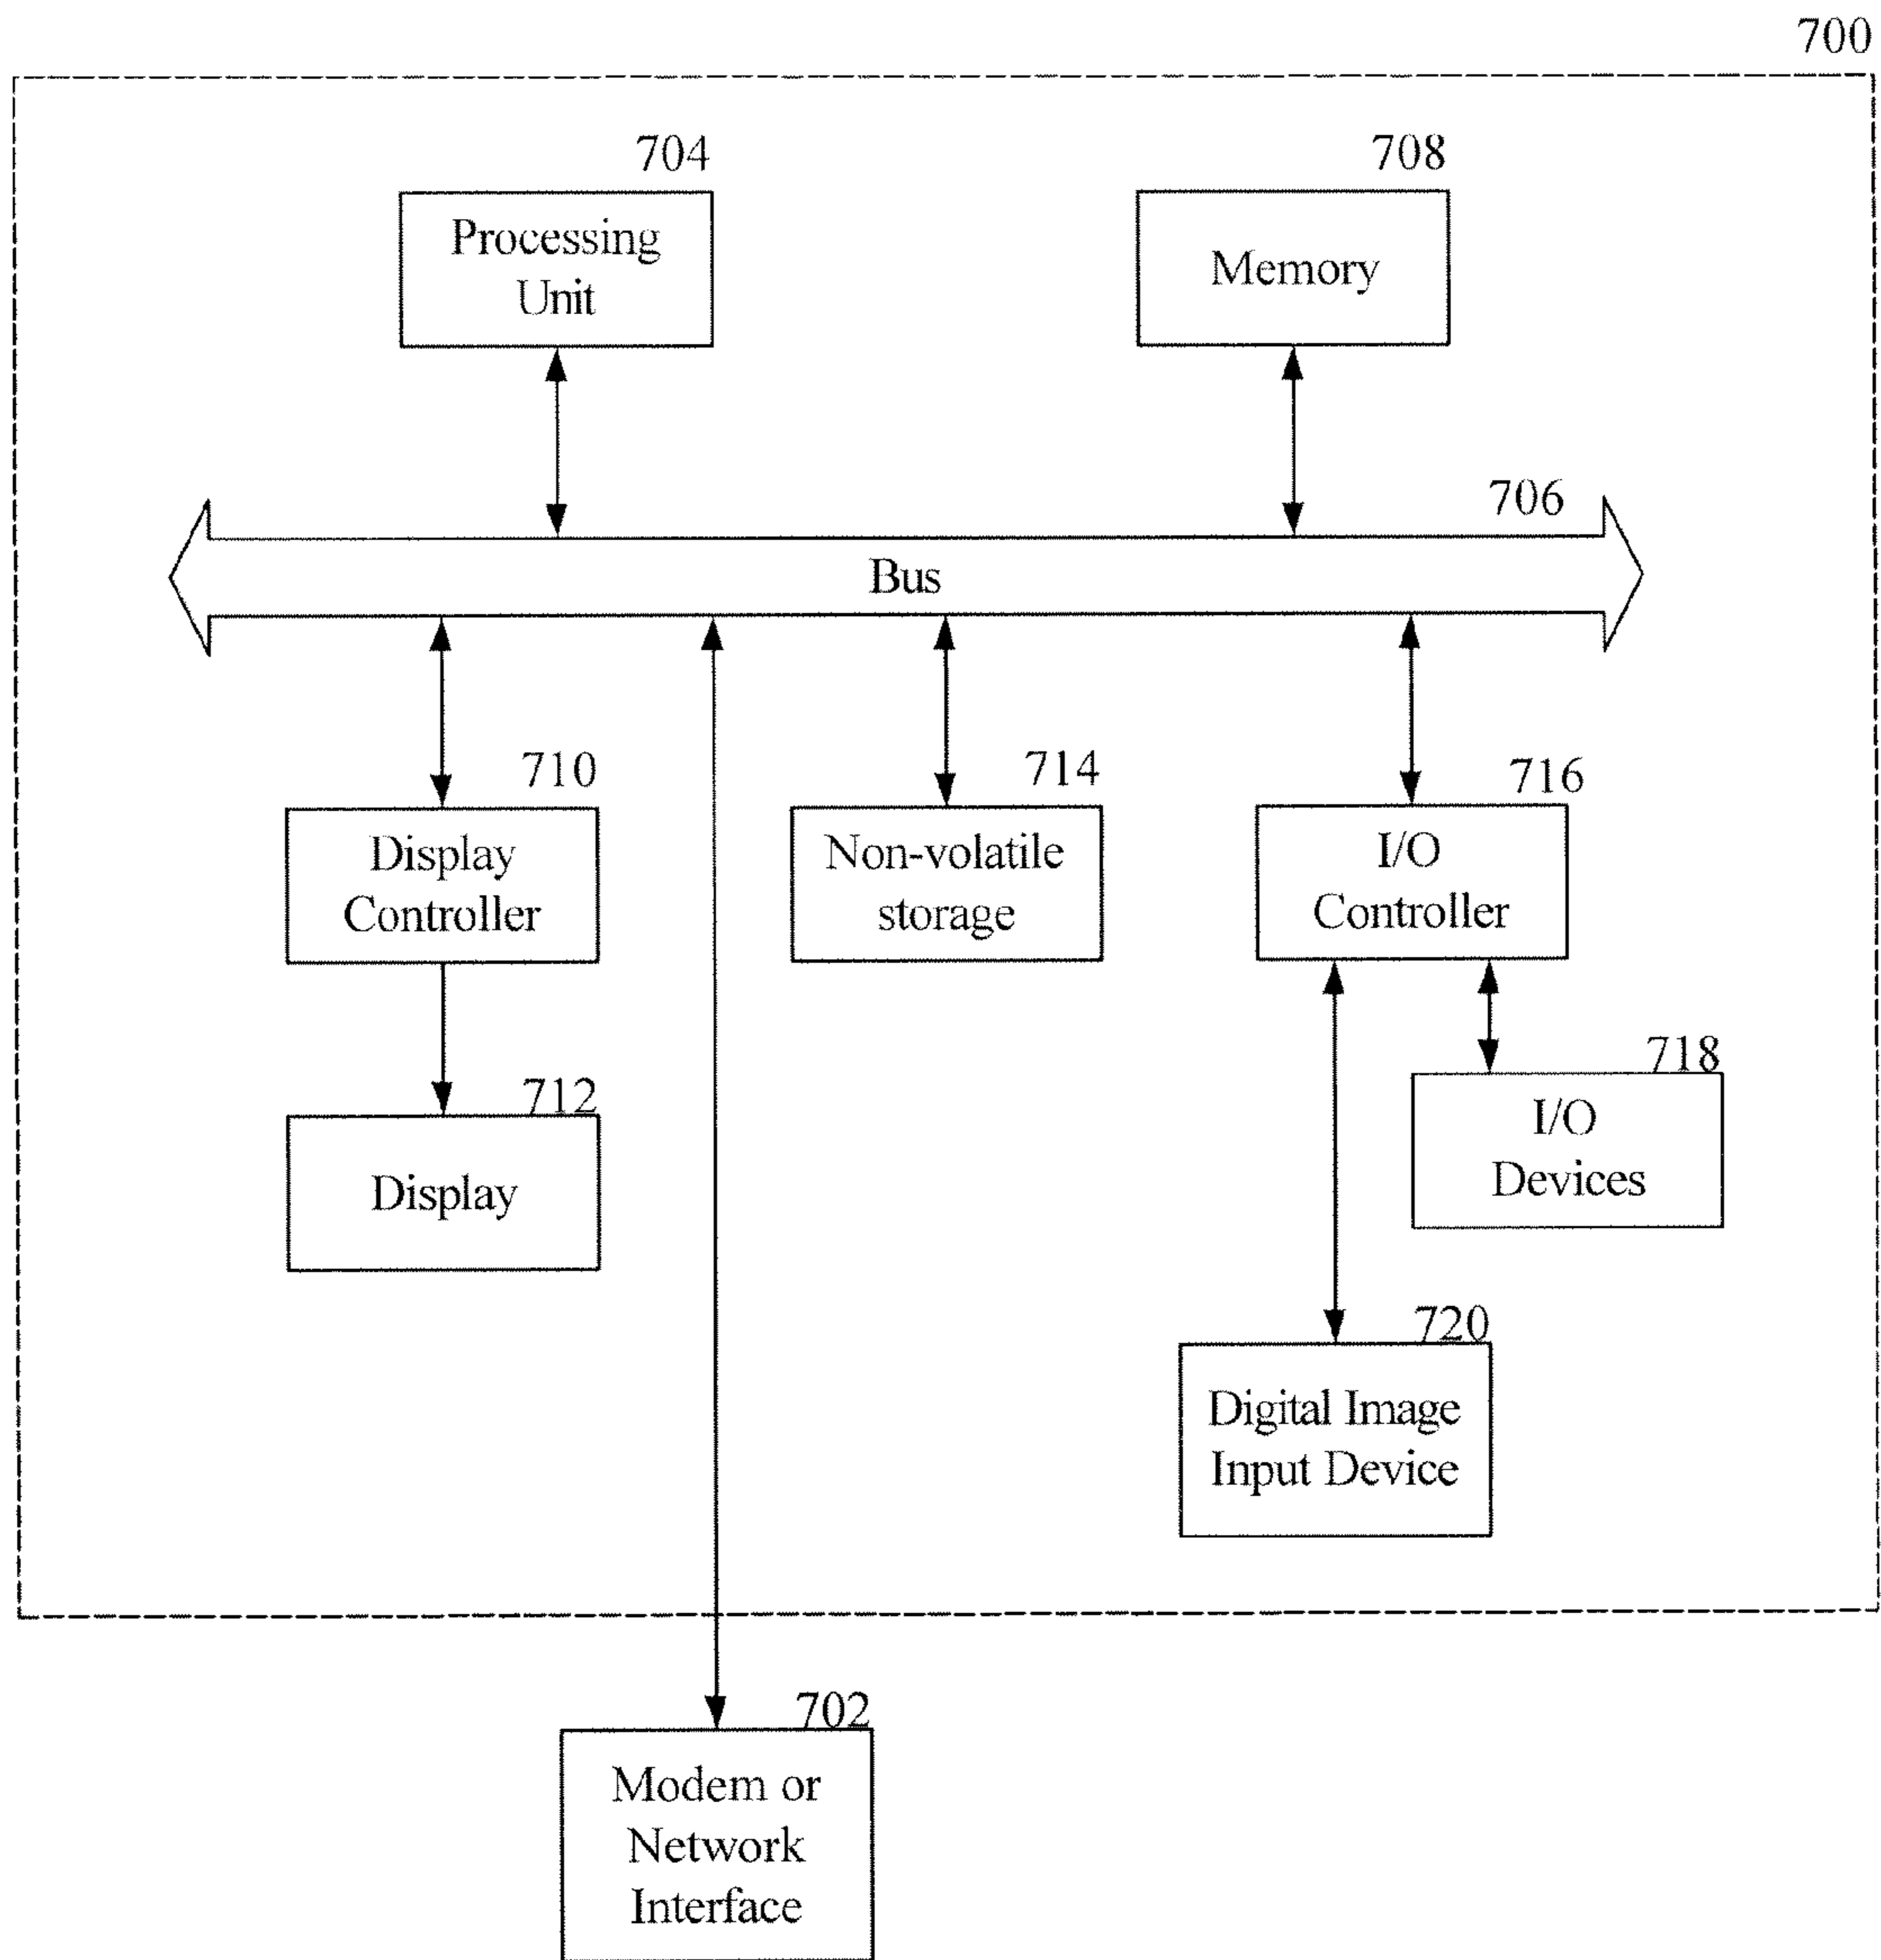 700
704
708
Processing
Unit
Memory
706
Bus
710
714
716
Display
Controller
Non-volatile
storage
I/O
Controller
712
718
Display
I/O
Devices
720
Digital Image
Input Device
702
Modem or
Network
Interface